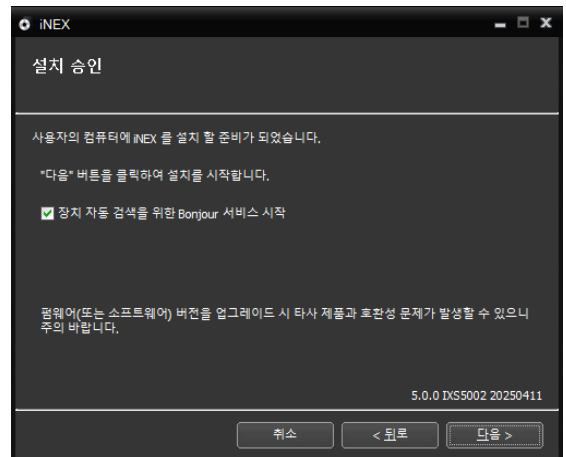 iNEX
설치 승인
사용자의 컴퓨터에 iNEX 를 설치 할 준비가 되었습니다.
"다음" 버튼을 클릭하여 설치를 시작합니다.
장치 자동 검색을 위한 Bonjour 서비스 시작
펌웨어(또는 소프트웨어) 버전을 업그레이드 시 타사 제품과 호환성 문제가 발생할 수 있으니
주의 바랍니다.
5.0.0 IXS5002 20250411
취소 < 뒤로 다음 >